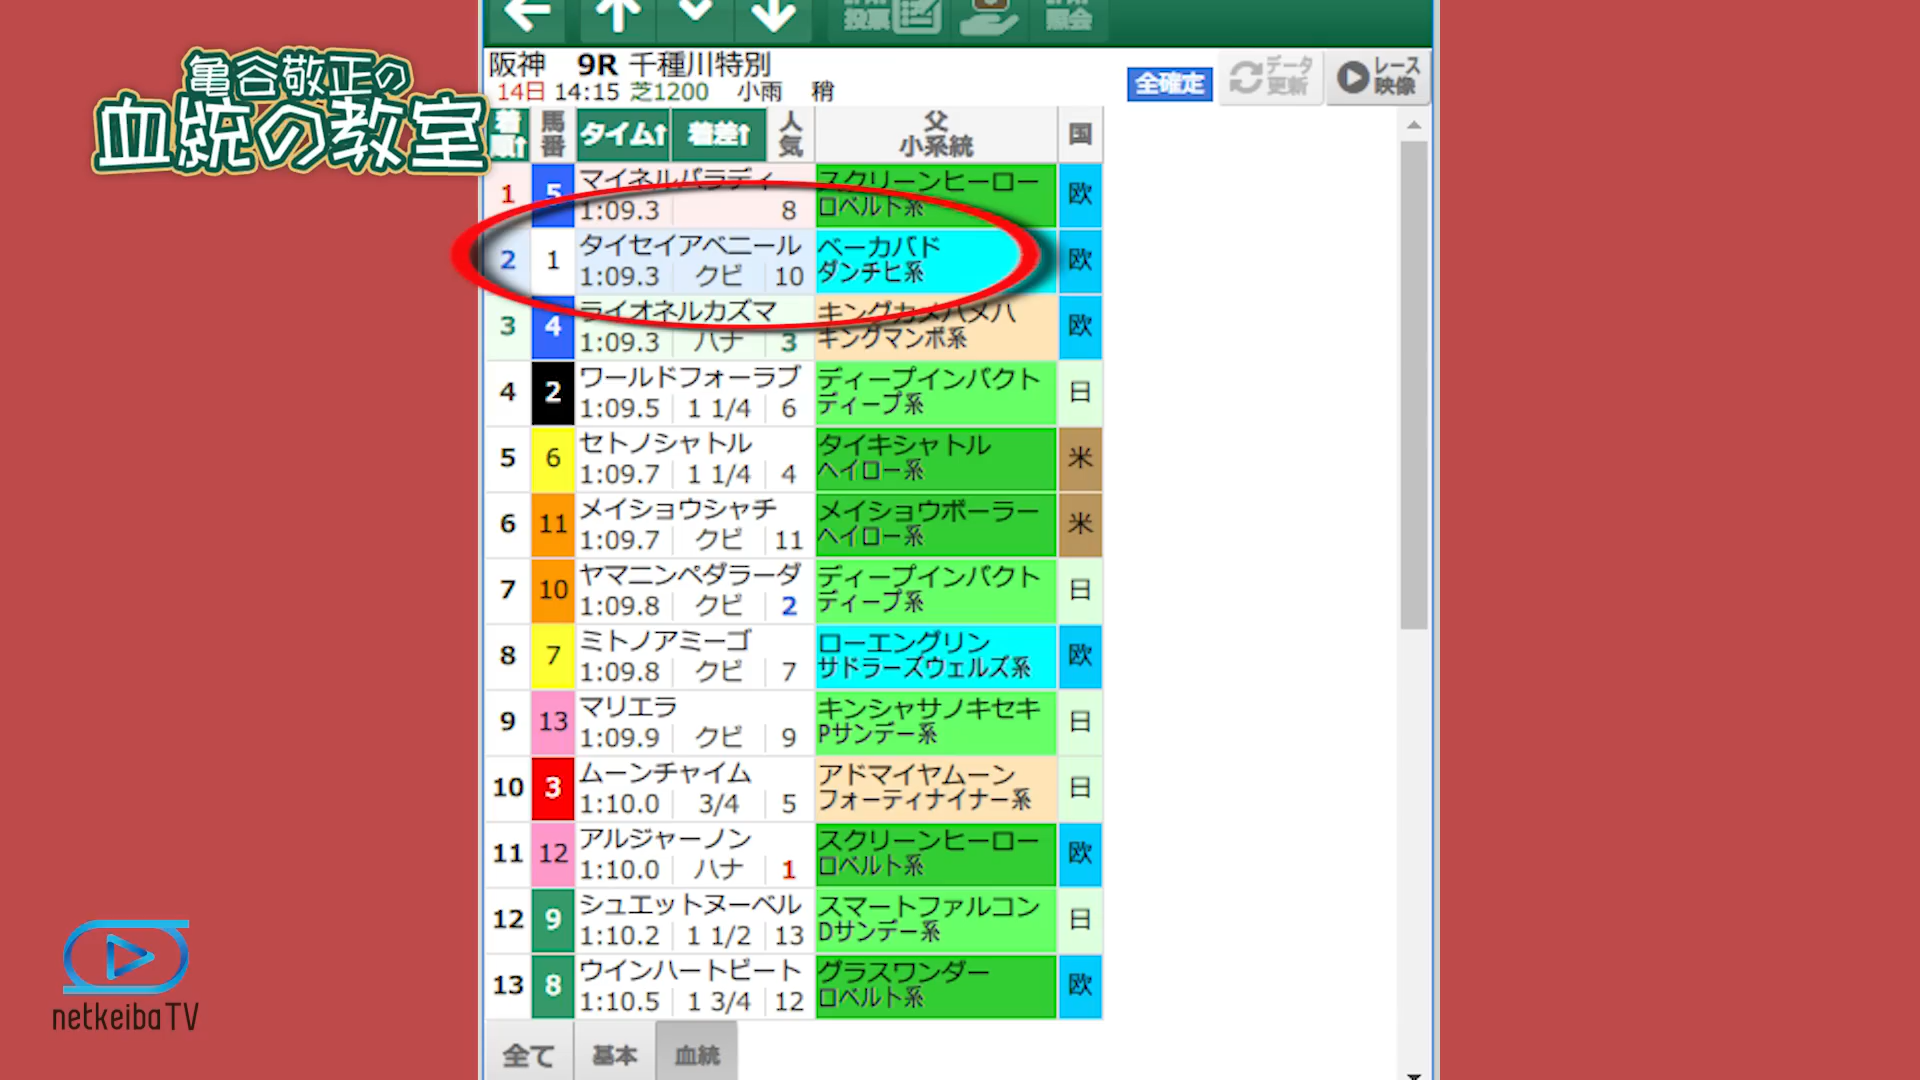 亀谷敬正の
血統の教室
投票
照会
阪神 9R 千種川特別
14日 14:15 芝1200 小雨 稍
全確定
データ更新
レース映像
着順↑ 馬番 タイム↑ 着差↑ 人気 父 小系統 国
1 5 マイネルパラディ スクリーンヒーロー 欧
1:09.3 8 ロベルト系
2 1 タイセイアベニール ベーカバド 欧
1:09.3 クビ 10 ダンチヒ系
3 4 ライオネルカズマ キングカメハメハ 欧
1:09.3 ハナ 3 キングマンボ系
4 2 ワールドフォーラブ ディープインパクト 日
1:09.5 1 1/4 6 ディープ系
5 6 セトノシャトル タイキシャトル 米
1:09.7 1 1/4 4 ヘイロー系
6 11 メイショウシャチ メイショウボーラー 米
1:09.7 クビ 11 ヘイロー系
7 10 ヤマニンペダラーダ ディープインパクト 日
1:09.8 クビ 2 ディープ系
8 7 ミトノアミーゴ ローエングリン 欧
1:09.8 クビ 7 サドラーズウェルズ系
9 13 マリエラ キンシャサノキセキ 日
1:09.9 クビ 9 Pサンデー系
10 3 ムーンチャイム アドマイヤムーン 日
1:10.0 3/4 5 フォーティナイナー系
11 12 アルジャーノン スクリーンヒーロー 欧
1:10.0 ハナ 1 ロベルト系
12 9 シュエットヌーベル スマートファルコン 日
1:10.2 1 1/2 13 Dサンデー系
13 8 ウインハートビート グラスワンダー 欧
1:10.5 1 3/4 12 ロベルト系
全て 基本 血統
netkeibaTV